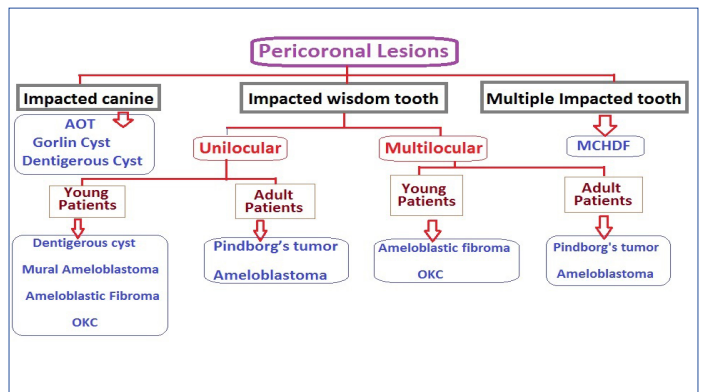 Pericoronal Lesions
Impacted canine
Impacted wisdom tooth
Multiple Impacted tooth
AOT
Gorlin Cyst
Dentigerous Cyst
Unilocular
Multilocular
MCHDF
Young
Patients
Adult
Patients
Young
Patients
Adult
Patients
Dentigerous cyst
Mural Ameloblastoma
Ameloblastic Fibroma
OKC
Pindborg’s tumor
Ameloblastoma
Ameloblastic fibroma
OKC
Pindborg's tumor
Ameloblastoma